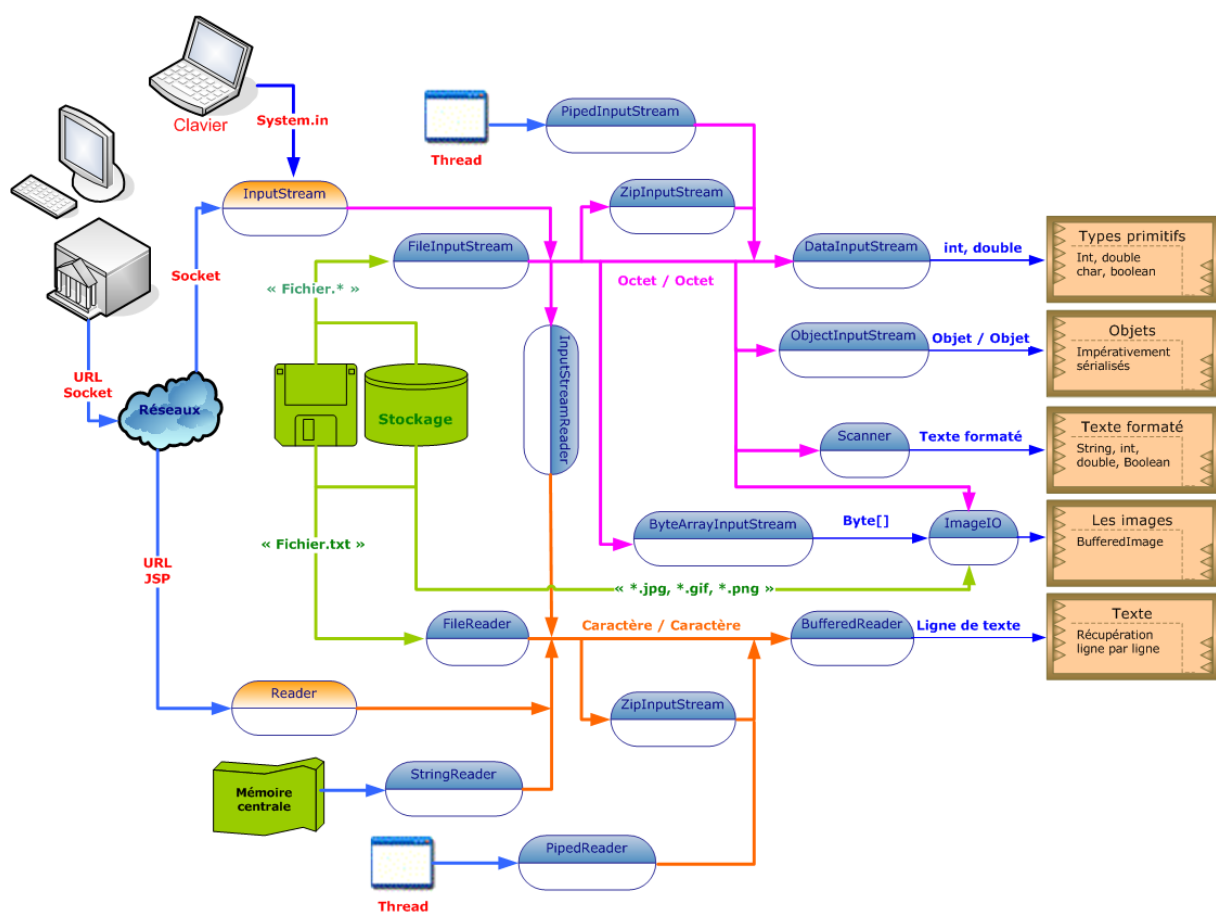 Clavier
System.in
Thread
PipedInputStream
InputStream
ZipInputStream
Socket
FileInputStream
DataInputStream
int, double
Types primitifs
Int, double
char, boolean
« Fichier.* »
Octet / Octet
InputStreamReader
ObjectInputStream
Objet / Objet
Objets
Impérativement
sérialisés
URL
Socket
Réseaux
Stockage
Scanner
Texte formaté
Texte formaté
String, int,
double, Boolean
ByteArrayInputStream
Byte[]
ImageIO
Les images
BufferedImage
« Fichier.txt »
URL
JSP
« *.jpg, *.gif, *.png »
FileReader
Caractère / Caractère
BufferedReader
Ligne de texte
Texte
Récupération
ligne par ligne
Reader
ZipInputStream
Mémoire
centrale
StringReader
PipedReader
Thread